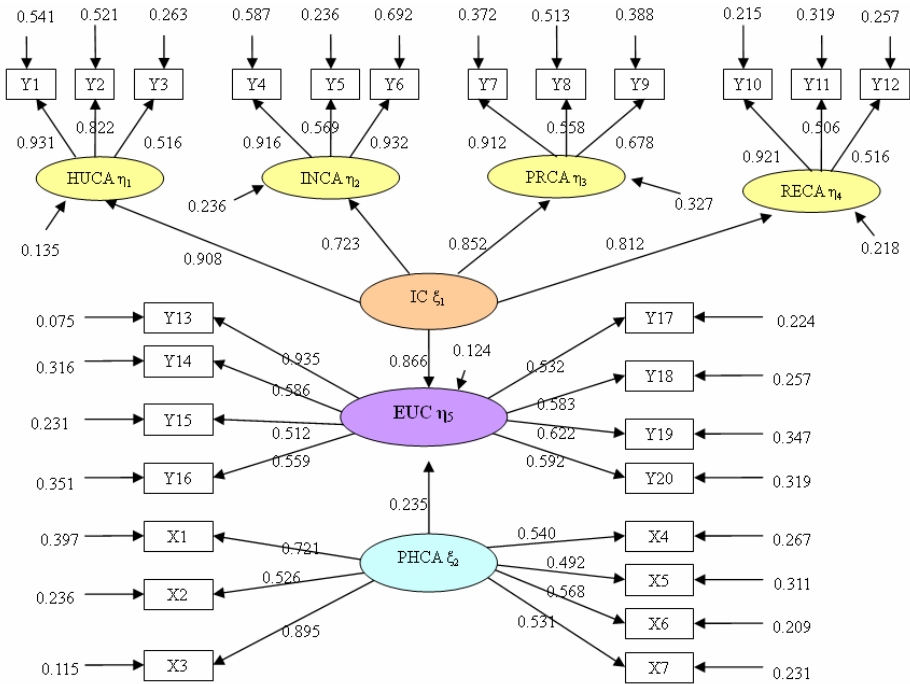 0.541 0.521 0.263 0.587 0.236 0.692 0.372 0.513 0.388 0.215 0.319 0.257
Y1 Y2 Y3 Y4 Y5 Y6 Y7 Y8 Y9 Y10 Y11 Y12
0.931 0.822 0.516 0.916 0.569 0.932 0.912 0.558 0.678 0.921 0.506 0.516
HUCA η1 INCA η2 PRCA η3 RECA η4
0.135 0.236 0.327 0.218
0.908 0.723 0.852 0.812
IC ξ1
0.075 Y13 Y17 0.224
0.935 0.866 0.124 0.532
0.316 Y14 Y18 0.257
0.586 0.583
EUC η5
0.231 Y15 Y19 0.347
0.512 0.622
0.559 0.592
0.351 Y16 Y20 0.319
0.235
0.397 X1 X4 0.267
0.721 0.540
PHCA ξ2
0.526 0.492
0.236 X2 X5 0.311
0.568
0.895 0.531
X6 0.209
0.115 X3 X7 0.231